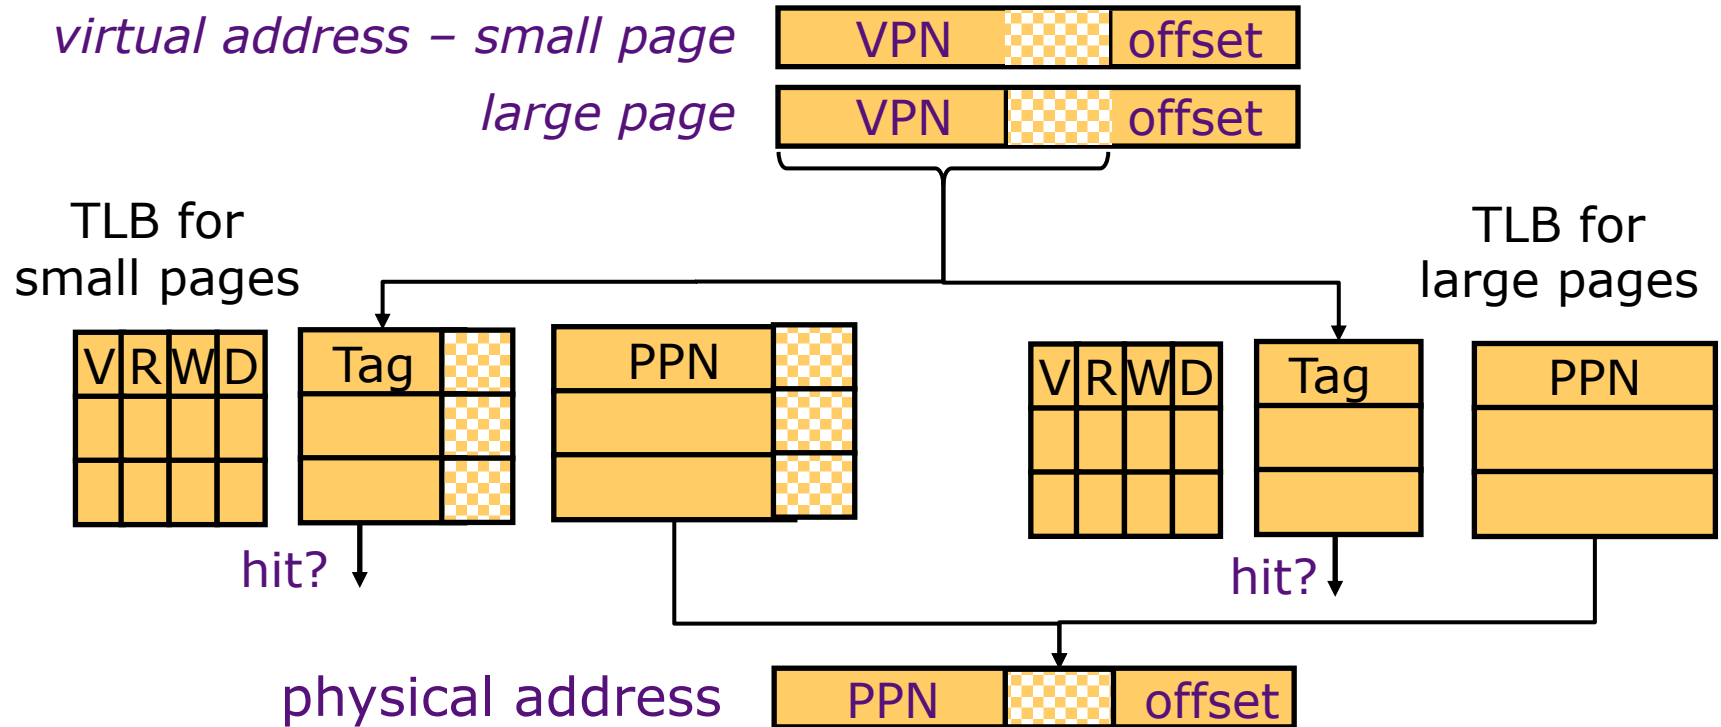 virtual address – small page
VPN offset
large page
VPN offset
TLB for
small pages
TLB for
large pages
V R W D
Tag
PPN
V R W D
Tag
PPN
hit?
hit?
physical address
PPN offset